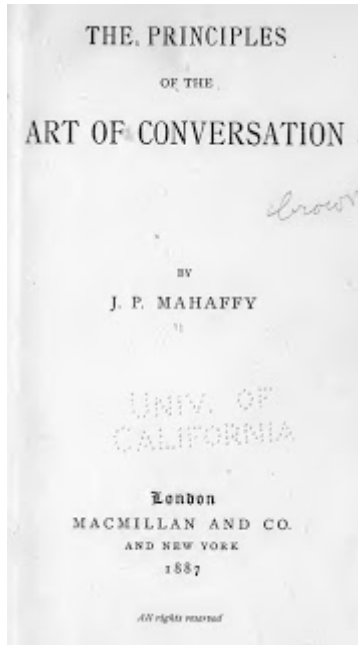 THE PRINCIPLES
OF THE
ART OF CONVERSATION
brown
BY
J. P. MAHAFFY
UNIV. OF
CALIFORNIA
London
MACMILLAN AND CO.
AND NEW YORK
1887
All rights reserved